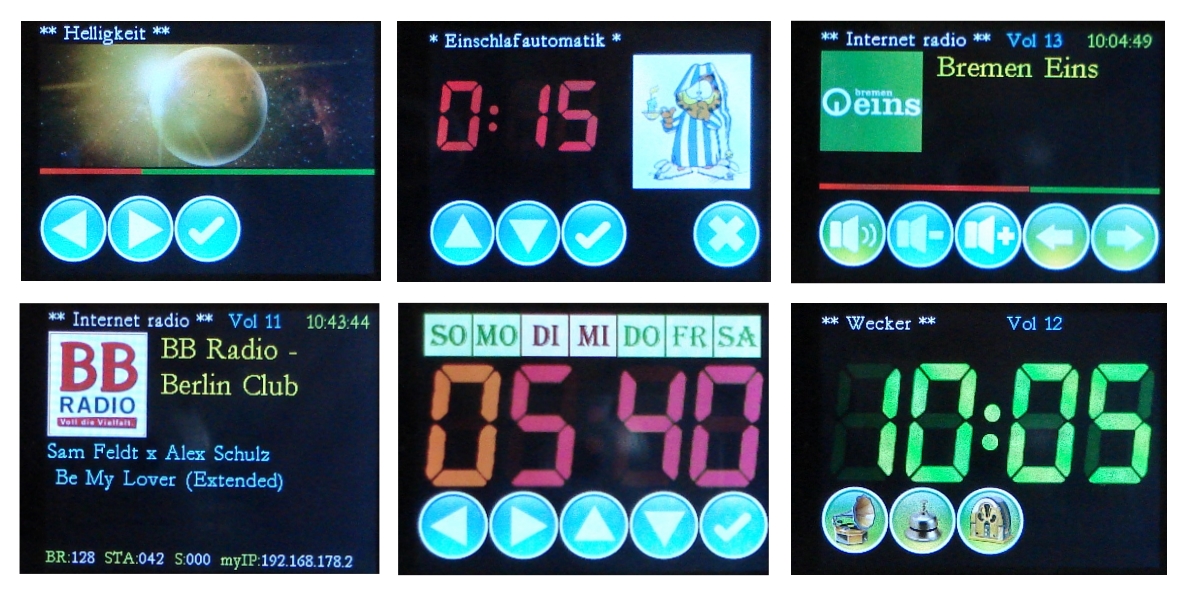 ** Helligkeit **
* Einschlafautomatik *
0:15
** Internet radio ** Vol 13 10:04:49
Bremen Eins
bremen
eins
** Internet radio ** Vol 11 10:43:44
BB
RADIO
Voll die Vielfalt.
BB Radio -
Berlin Club
Sam Feldt x Alex Schulz
Be My Lover (Extended)
BR:128 STA:042 S:000 myIP:192.168.178.2
SO MO DI MI DO FR SA
05 40
** Wecker ** Vol 12
10:05